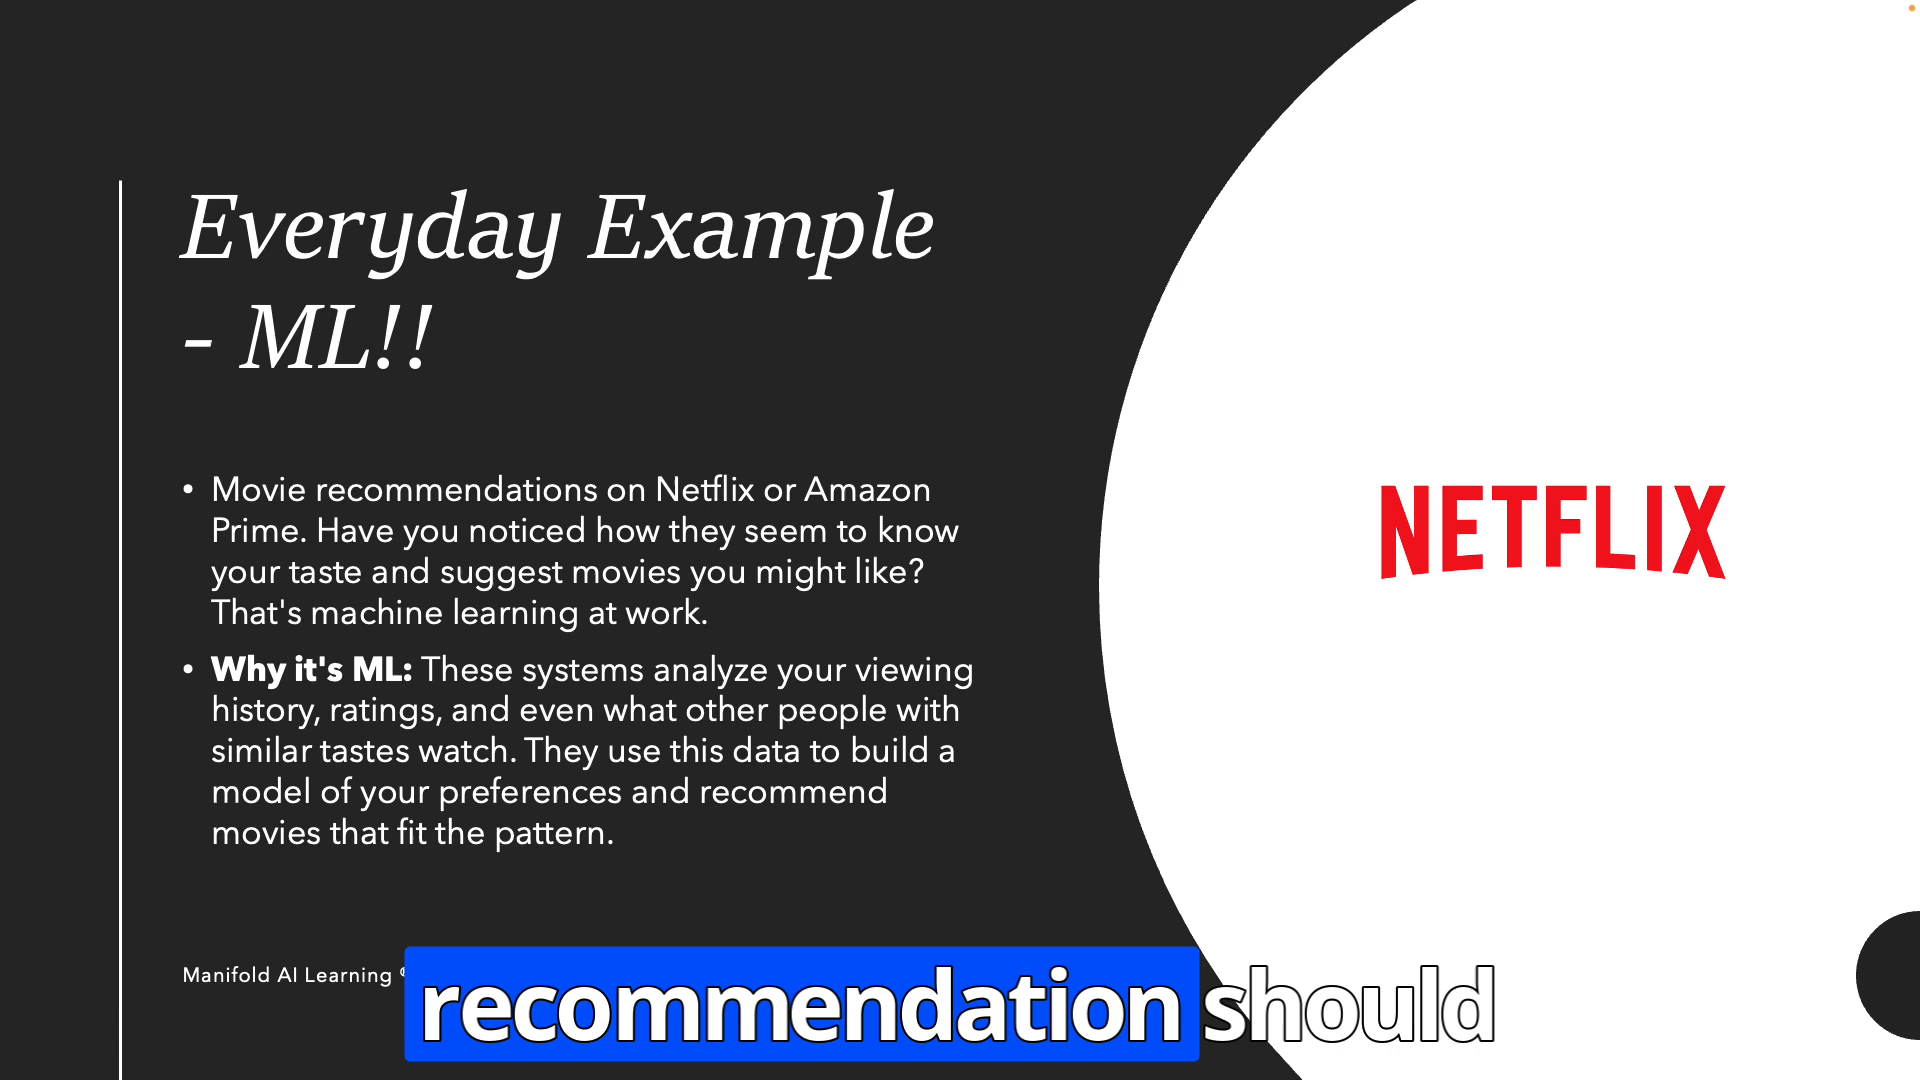 Everyday Example
- ML!!
• Movie recommendations on Netflix or Amazon
Prime. Have you noticed how they seem to know
your taste and suggest movies you might like?
That's machine learning at work.
• Why it's ML: These systems analyze your viewing
history, ratings, and even what other people with
similar tastes watch. They use this data to build a
model of your preferences and recommend
movies that fit the pattern.
NETFLIX
Manifold AI Learning
recommendation should